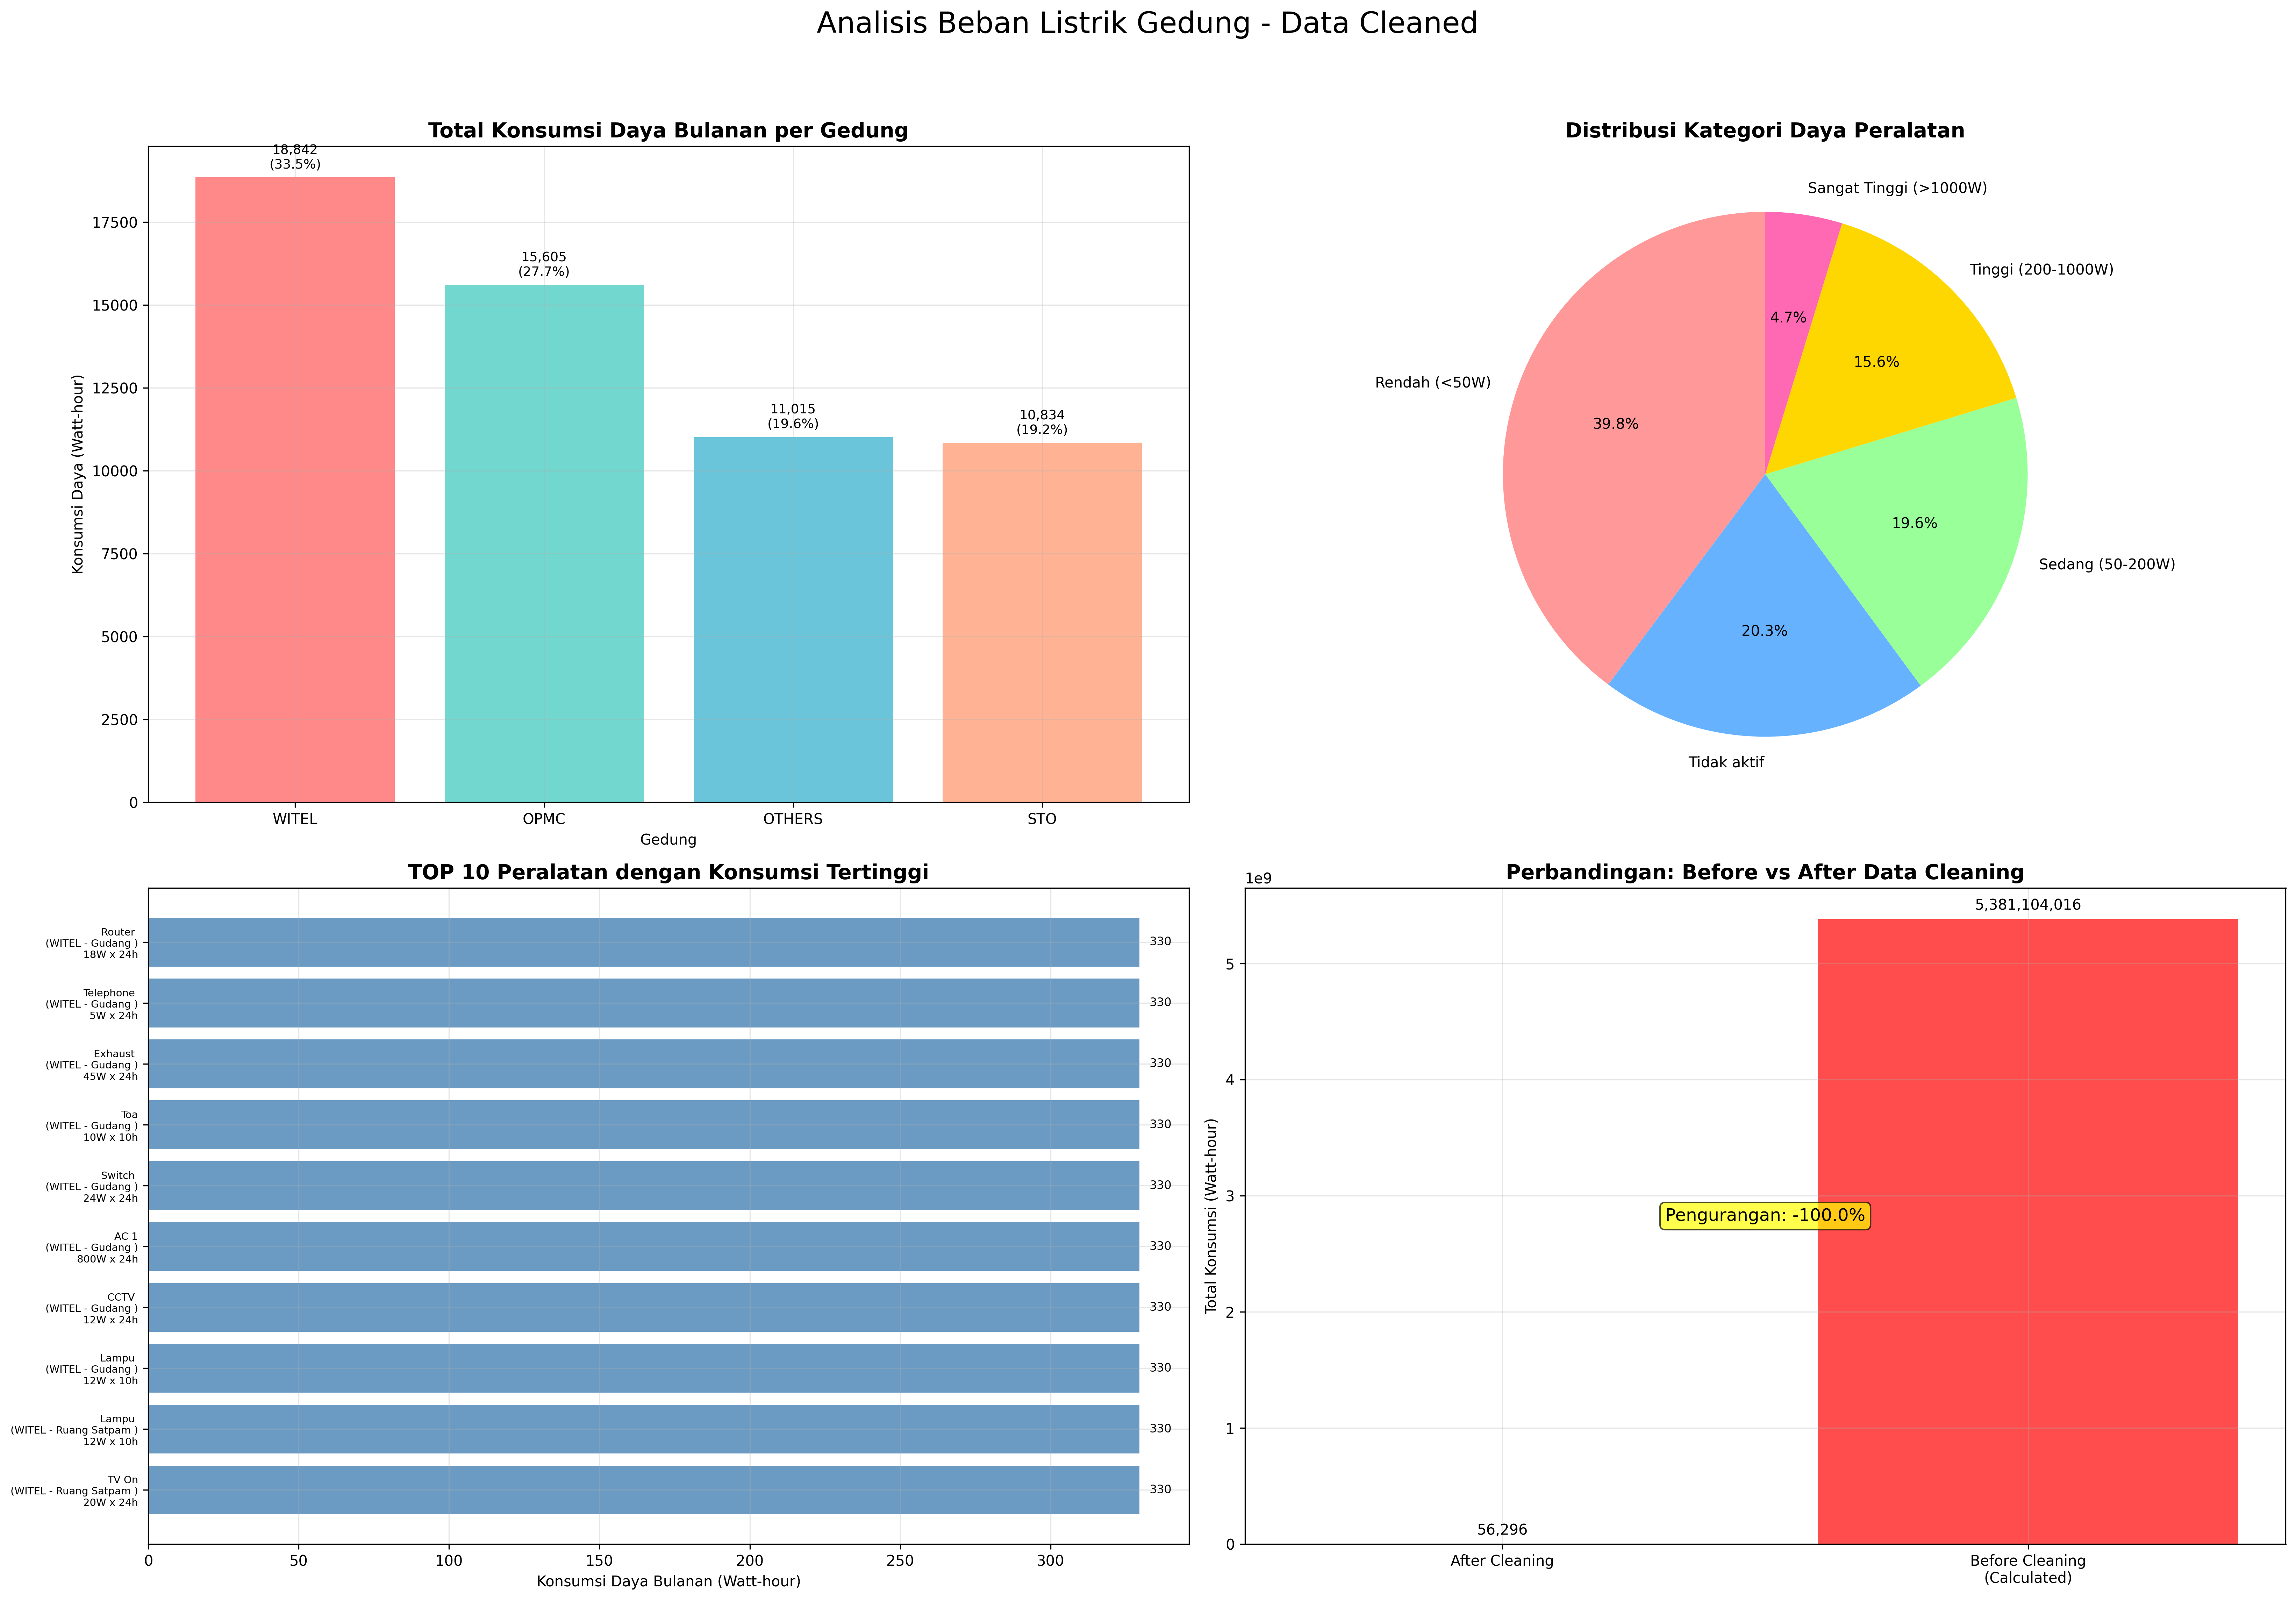 Analisis Beban Listrik Gedung - Data Cleaned
Total Konsumsi Daya Bulanan per Gedung
Konsumsi Daya (Watt-hour)
17500
15000
12500
10000
7500
5000
2500
0
18,842
(33.5%)
15,605
(27.7%)
11,015
(19.6%)
10,834
(19.2%)
WITEL
OPMC
OTHERS
STO
Gedung
Distribusi Kategori Daya Peralatan
Sangat Tinggi (>1000W)
Tinggi (200-1000W)
Rendah (<50W)
Sedang (50-200W)
Tidak aktif
4.7%
15.6%
39.8%
19.6%
20.3%
TOP 10 Peralatan dengan Konsumsi Tertinggi
Router
(WITEL - Gudang )
18W x 24h
330
Telephone
(WITEL - Gudang )
5W x 24h
330
Exhaust
(WITEL - Gudang )
45W x 24h
330
Toa
(WITEL - Gudang )
10W x 10h
330
Switch
(WITEL - Gudang )
24W x 24h
330
AC 1
(WITEL - Gudang )
800W x 24h
330
CCTV
(WITEL - Gudang )
12W x 24h
330
Lampu
(WITEL - Gudang )
12W x 10h
330
Lampu
(WITEL - Ruang Satpam )
12W x 10h
330
TV On
(WITEL - Ruang Satpam )
20W x 24h
330
0
50
100
150
200
250
300
Konsumsi Daya Bulanan (Watt-hour)
Perbandingan: Before vs After Data Cleaning
1e9
Total Konsumsi (Watt-hour)
5
4
3
2
1
0
5,381,104,016
Pengurangan: -100.0%
56,296
After Cleaning
Before Cleaning
(Calculated)